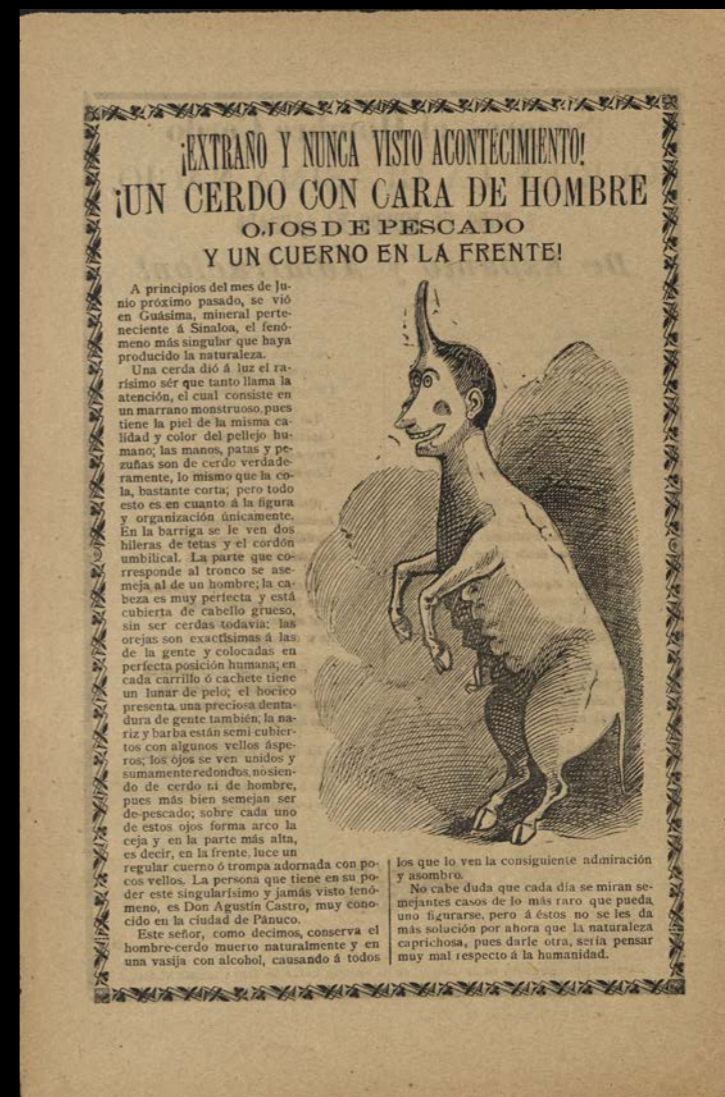 ¡EXTRAÑO Y NUNCA VISTO ACONTECIMIENTO!
¡UN CERDO CON CARA DE HOMBRE
OJOS DE PESCADO
Y UN CUERNO EN LA FRENTE!
A principios del mes de Ju-
nio próximo pasado, se vió
en Guásima, mineral perte-
neciente á Sinaloa, el fenó-
meno más singular que haya
producido la naturaleza.
Una cerda dió á luz el ra-
rísimo sér que tanto llama la
atención, el cual consiste en
un marrano monstruoso, pues
tiene la piel de la misma ca-
lidad y color del pellejo hu-
mano; las manos, patas y pe-
zuñas son de cerdo verdade-
ramente, lo mismo que la co-
la, bastante corta; pero todo
esto es en cuanto á la figura
y organización únicamente.
En la barriga se le ven dos
hileras de tetas y el cordón
umbilical. La parte que co-
rresponde al tronco se ase-
meja al de un hombre; la ca-
beza es muy perfecta y está
cubierta de cabello grueso,
sin ser cerdas todavía; las
orejas son exactísimas á las
de la gente y colocadas en
perfecta posición humana; en
cada carrillo ó cachete tiene
un lunar de pelo; el hocico
presenta una preciosa denta-
dura de gente también; la na-
riz y barba están semi cubier-
tos con algunos vellos áspe-
ros; los ojos se ven unidos y
sumamente redondos, no sien-
do de cerdo ni de hombre,
pues más bien semejan ser
de pescado; sobre cada uno
de estos ojos forma arco la
ceja y en la parte más alta,
es decir, en la frente, luce un
regular cuerno ó trompa adornada con po-
cos vellos. La persona que tiene en su po-
der este singularísimo y jamás visto fenó-
meno, es Don Agustín Castro, muy cono-
cido en la ciudad de Pánuco.
Este señor, como decimos, conserva el
hombre-cerdo muerto naturalmente y en
una vasija con alcohol, causando á todos
los que lo ven la consiguiente admiración
y asombro.
No cabe duda que cada día se miran se-
mejantes casos de lo más raro que pueda
uno figurarse, pero á éstos no se les da
más solución por ahora que la naturaleza
caprichosa, pues darle otra, sería pensar
muy mal respecto á la humanidad.